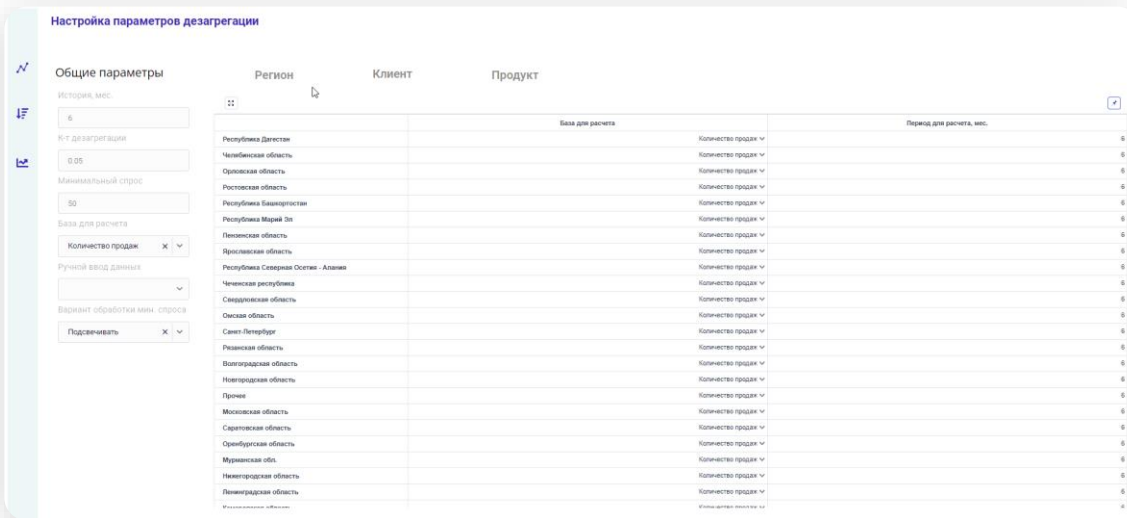 Настройка параметров дезагрегации
Общие параметры
История, мес.
6
К-т дезагрегации
0.05
Минимальный спрос
50
База для расчета
Количество продаж
Ручной ввод данных
Вариант обработки мин. спроса
Подсвечивать
Регион Клиент Продукт
База для расчета Период для расчета, мес.
Республика Дагестан Количество продаж 6
Челябинская область Количество продаж 6
Орловская область Количество продаж 6
Ростовская область Количество продаж 6
Республика Башкортостан Количество продаж 6
Республика Марий Эл Количество продаж 6
Пензенская область Количество продаж 6
Ярославская область Количество продаж 6
Республика Северная Осетия - Алания Количество продаж 6
Чеченская республика Количество продаж 6
Свердловская область Количество продаж 6
Омская область Количество продаж 6
Санкт-Петербург Количество продаж 6
Рязанская область Количество продаж 6
Волгоградская область Количество продаж 6
Новгородская область Количество продаж 6
Прочее Количество продаж 6
Московская область Количество продаж 6
Саратовская область Количество продаж 6
Оренбургская область Количество продаж 6
Мурманская обл. Количество продаж 6
Нижегородская область Количество продаж 6
Ленинградская область Количество продаж 6